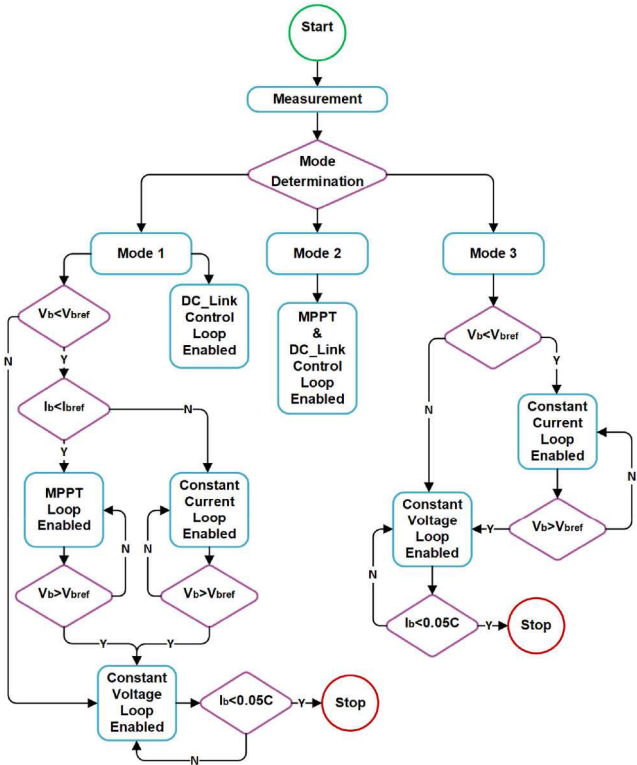 Start
Measurement
Mode
Determination
Mode 1
Mode 2
Mode 3
DC_Link
Control
Loop
Enabled
MPPT
&
DC_Link
Control
Loop
Enabled
Vb<Vbref
N
Y
Ib<Ibref
N
Y
MPPT
Loop
Enabled
N
Vb>Vbref
Constant
Current
Loop
Enabled
N
Vb>Vbref
Y
Y
Constant
Voltage
Loop
Enabled
Ib<0.05C
Y
Stop
N
Vb<Vbref
N
Y
Constant
Current
Loop
Enabled
N
Vb>Vbref
Y
Constant
Voltage
Loop
Enabled
N
Ib<0.05C
Y
Stop